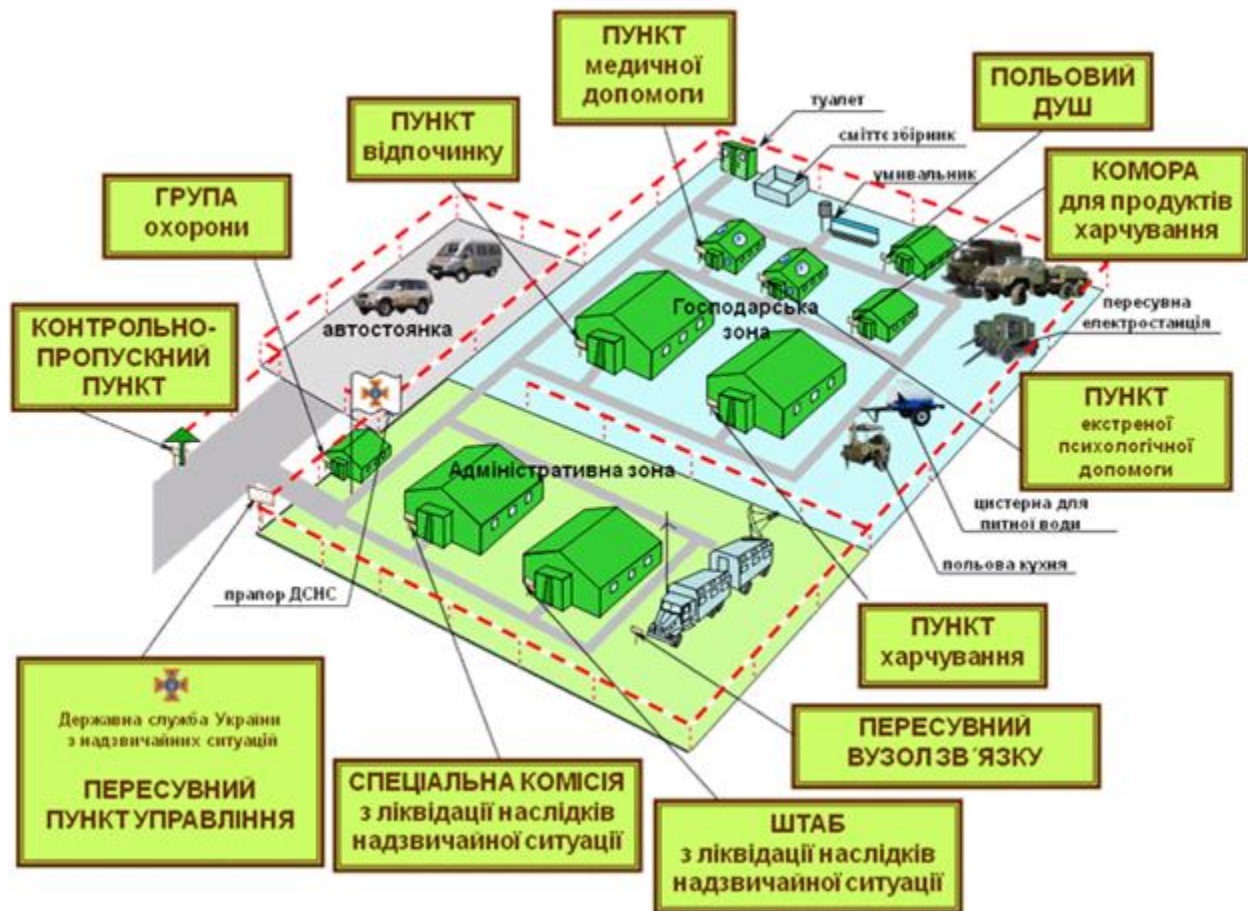 ПУНКТ
медичної
допомоги
ПОЛЬОВИЙ
ДУШ
туалет
ПУНКТ
відпочинку
сміттєзбірник
умивальник
КОМОРА
для продуктів
харчування
ГРУПА
охорони
КОНТРОЛЬНО-
ПРОПУСКНИЙ
ПУНКТ
автостоянка
Господарська
зона
пересувна
електростанція
ПУНКТ
екстреної
психологічної
допомоги
Адміністративна зона
цистерна для
питної води
польова кухня
прапор ДСНС
ПУНКТ
харчування
Державна служба України
з надзвичайних ситуацій
ПЕРЕСУВНИЙ
ПУНКТ УПРАВЛІННЯ
СПЕЦІАЛЬНА КОМІСІЯ
з ліквідації наслідків
надзвичайної ситуації
ПЕРЕСУВНИЙ
ВУЗОЛ ЗВ´ЯЗКУ
ШТАБ
з ліквідації наслідків
надзвичайної ситуації